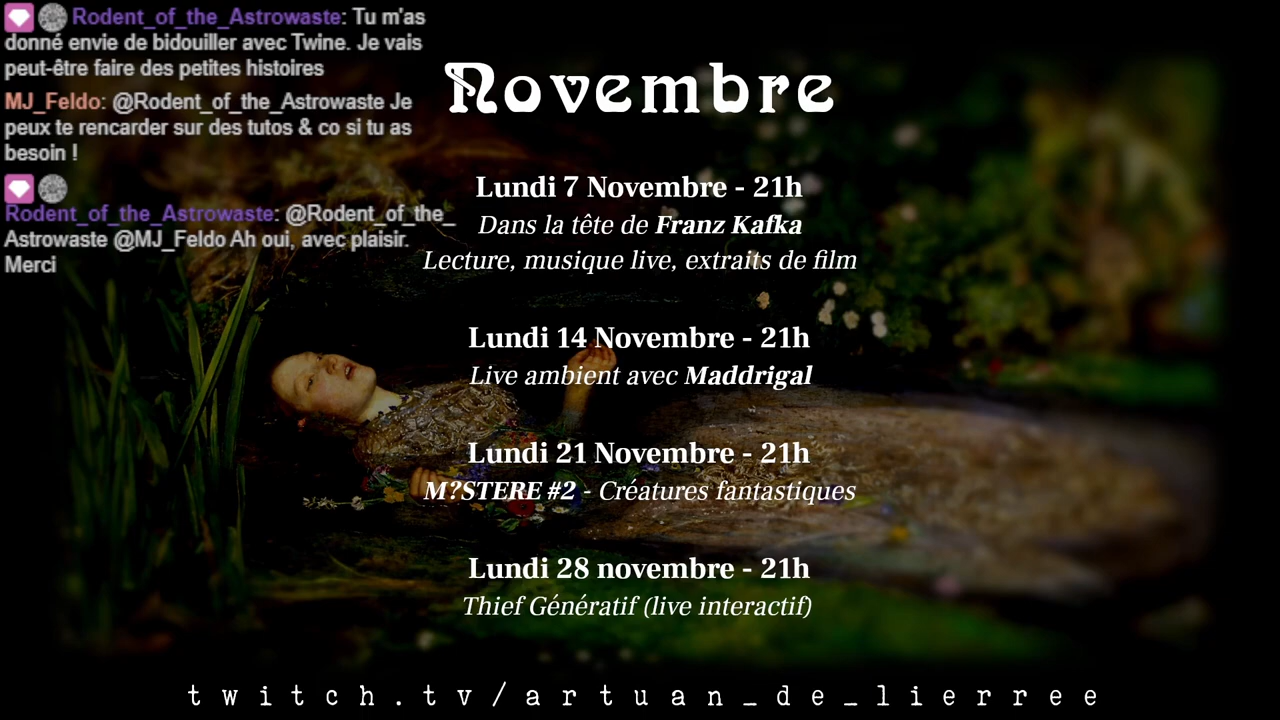 Rodent_of_the_Astrowaste: Tu m'as
donné envie de bidouiller avec Twine. Je vais
peut-être faire des petites histoires
MJ_Feldo: @Rodent_of_the_Astrowaste Je
peux te rencarder sur des tutos & co si tu as
besoin !
Rodent_of_the_Astrowaste: @Rodent_of_the_
Astrowaste @MJ_Feldo Ah oui, avec plaisir.
Merci
Novembre
Lundi 7 Novembre - 21h
Dans la tête de Franz Kafka
Lecture, musique live, extraits de film
Lundi 14 Novembre - 21h
Live ambient avec Maddrigal
Lundi 21 Novembre - 21h
M?STERE #2 - Créatures fantastiques
Lundi 28 novembre - 21h
Thief Génératif (live interactif)
twitch.tv/artuan_de_lierree